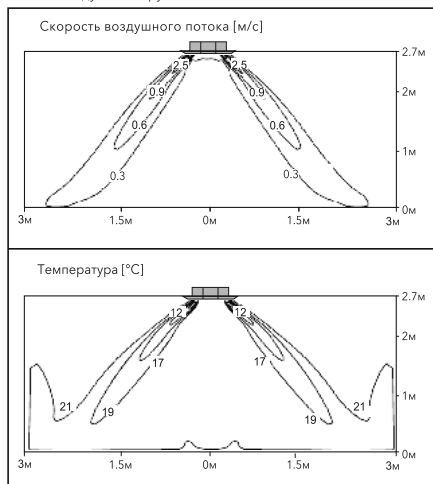 Скорость воздушного потока [м/с]
2.7м
2.5 2.5
2м
0.9 0.9
0.6 0.6
1м
0.3 0.3
0м
3м 1.5м 0м 1.5м 3м
Температура [°C]
2.7м
12 12
2м
17 17
1м
21 19 19 21
0м
3м 1.5м 0м 1.5м 3м